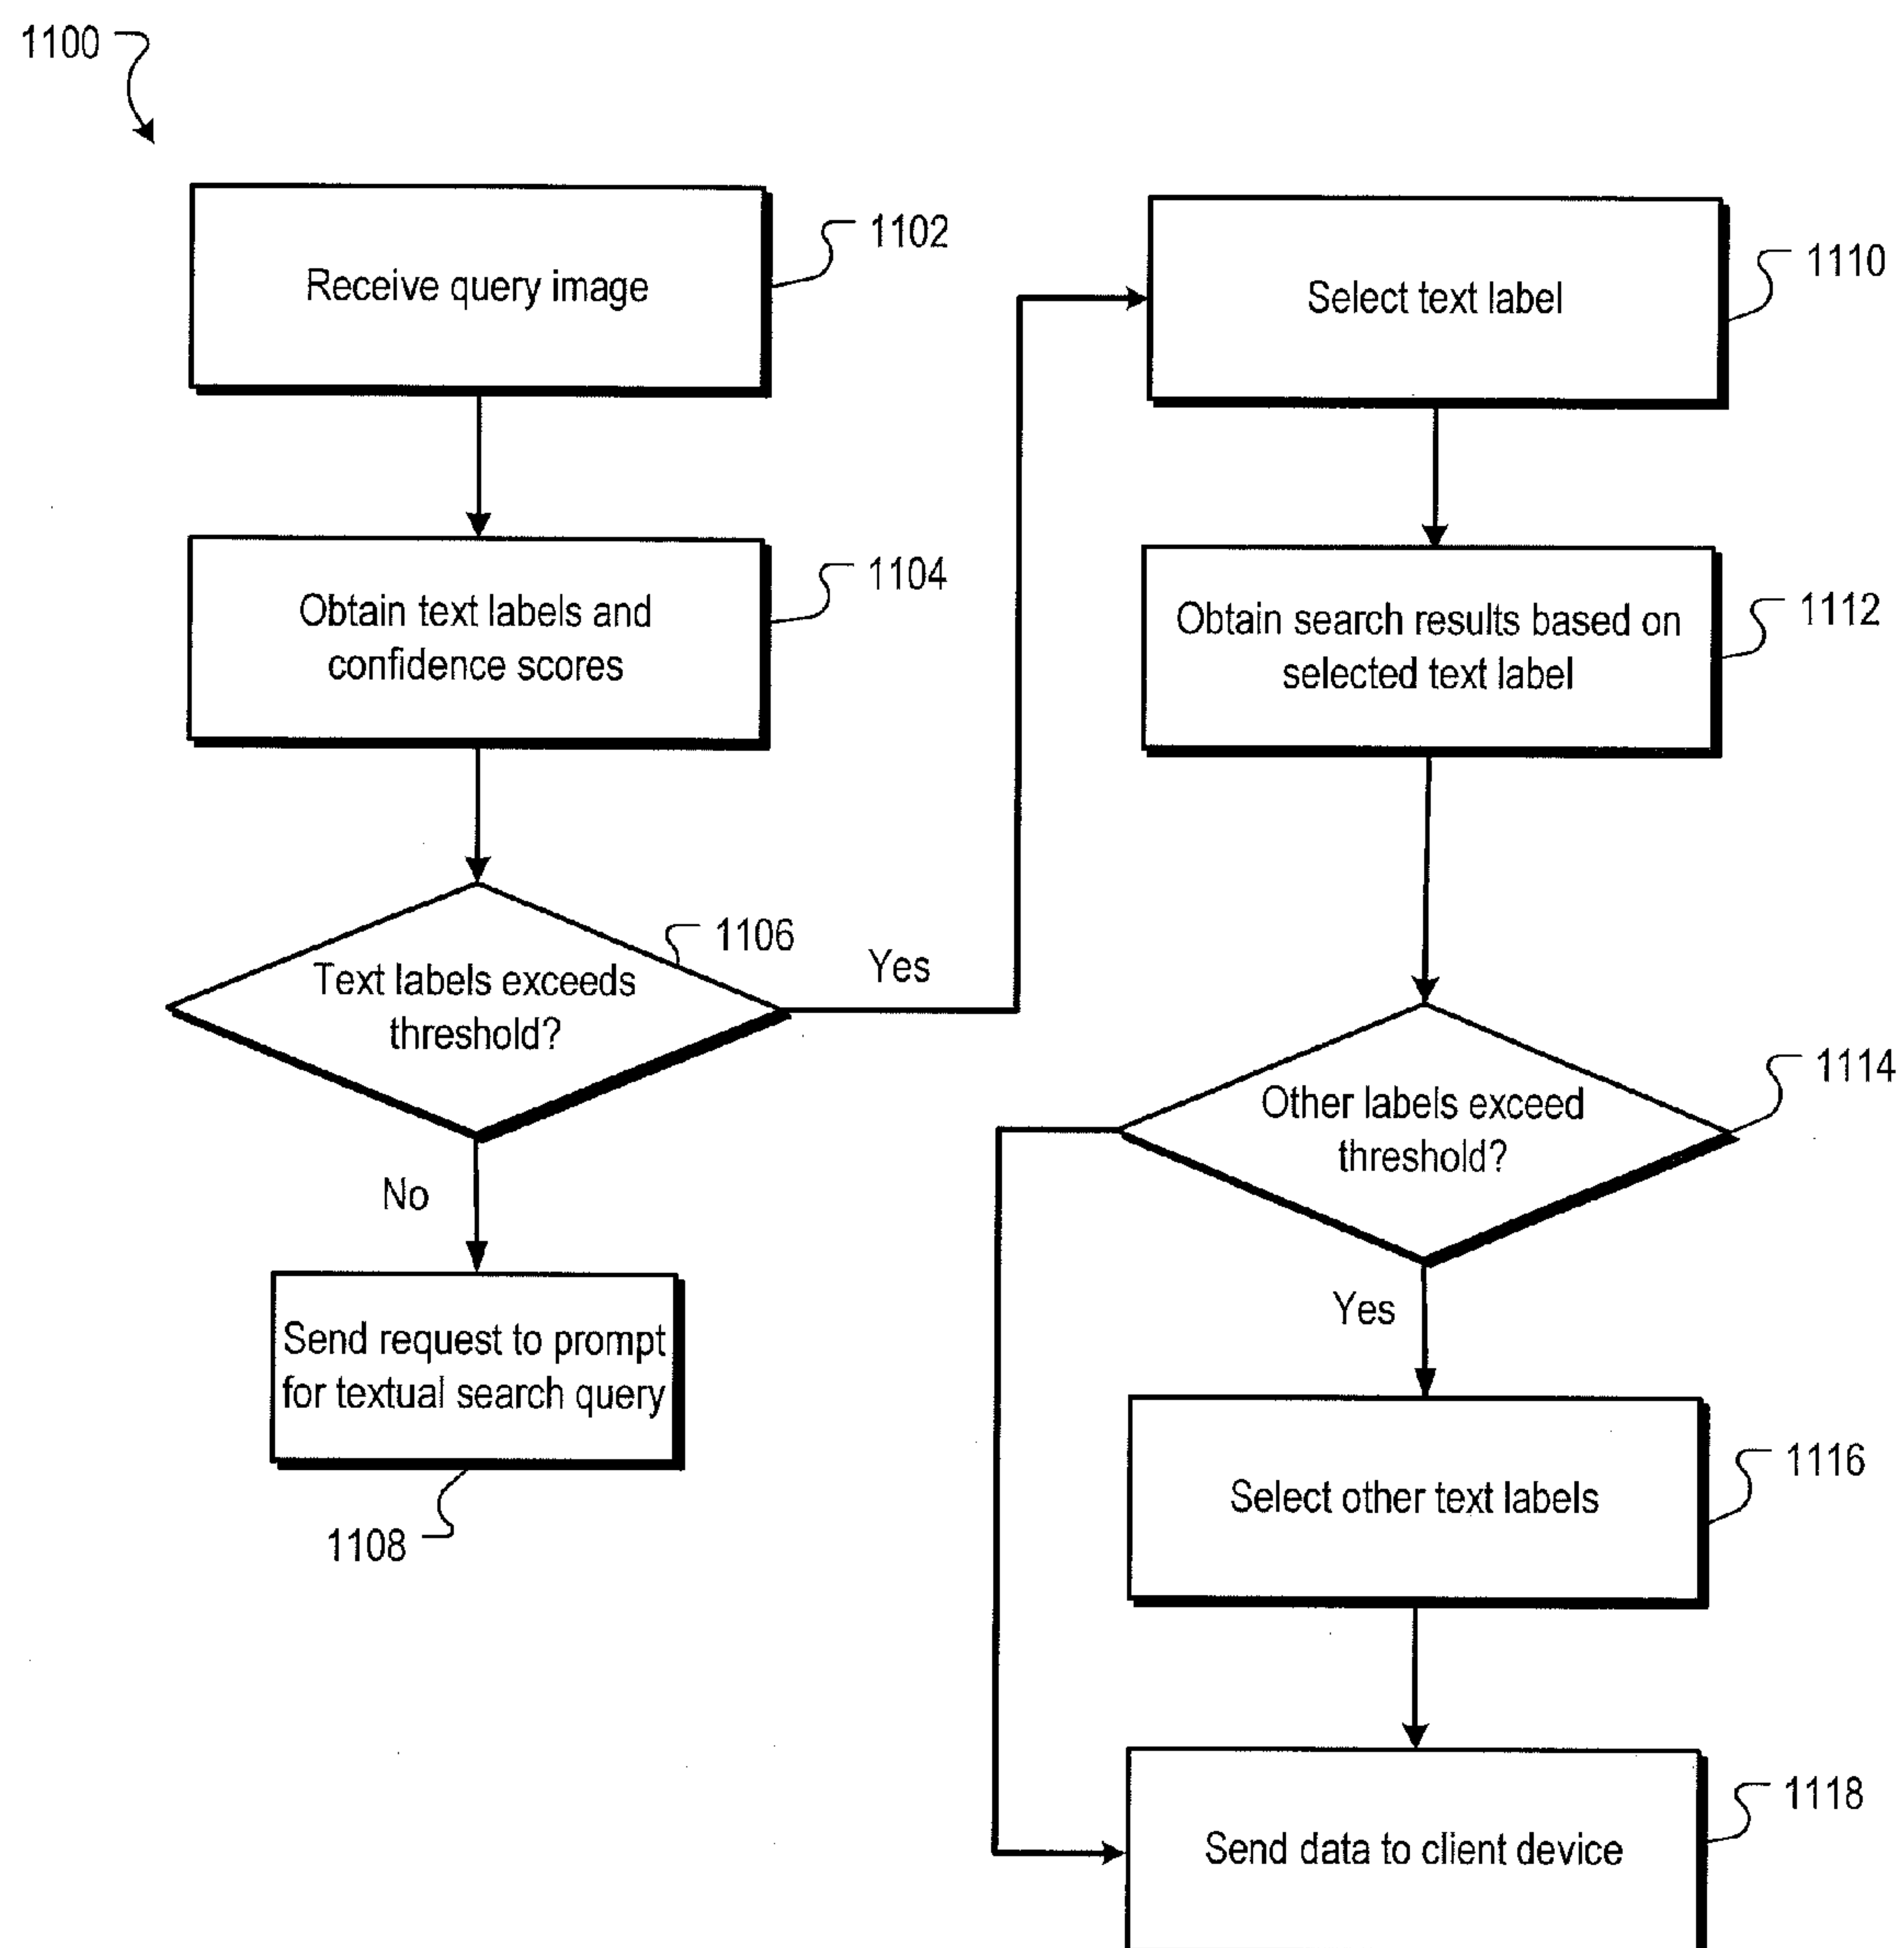 1100
Receive query image
1102
Obtain text labels and
confidence scores
1104
Text labels exceeds
threshold?
1106
Yes
No
Send request to prompt
for textual search query
1108
Select text label
1110
Obtain search results based on
selected text label
1112
Other labels exceed
threshold?
1114
Yes
Select other text labels
1116
Send data to client device
1118